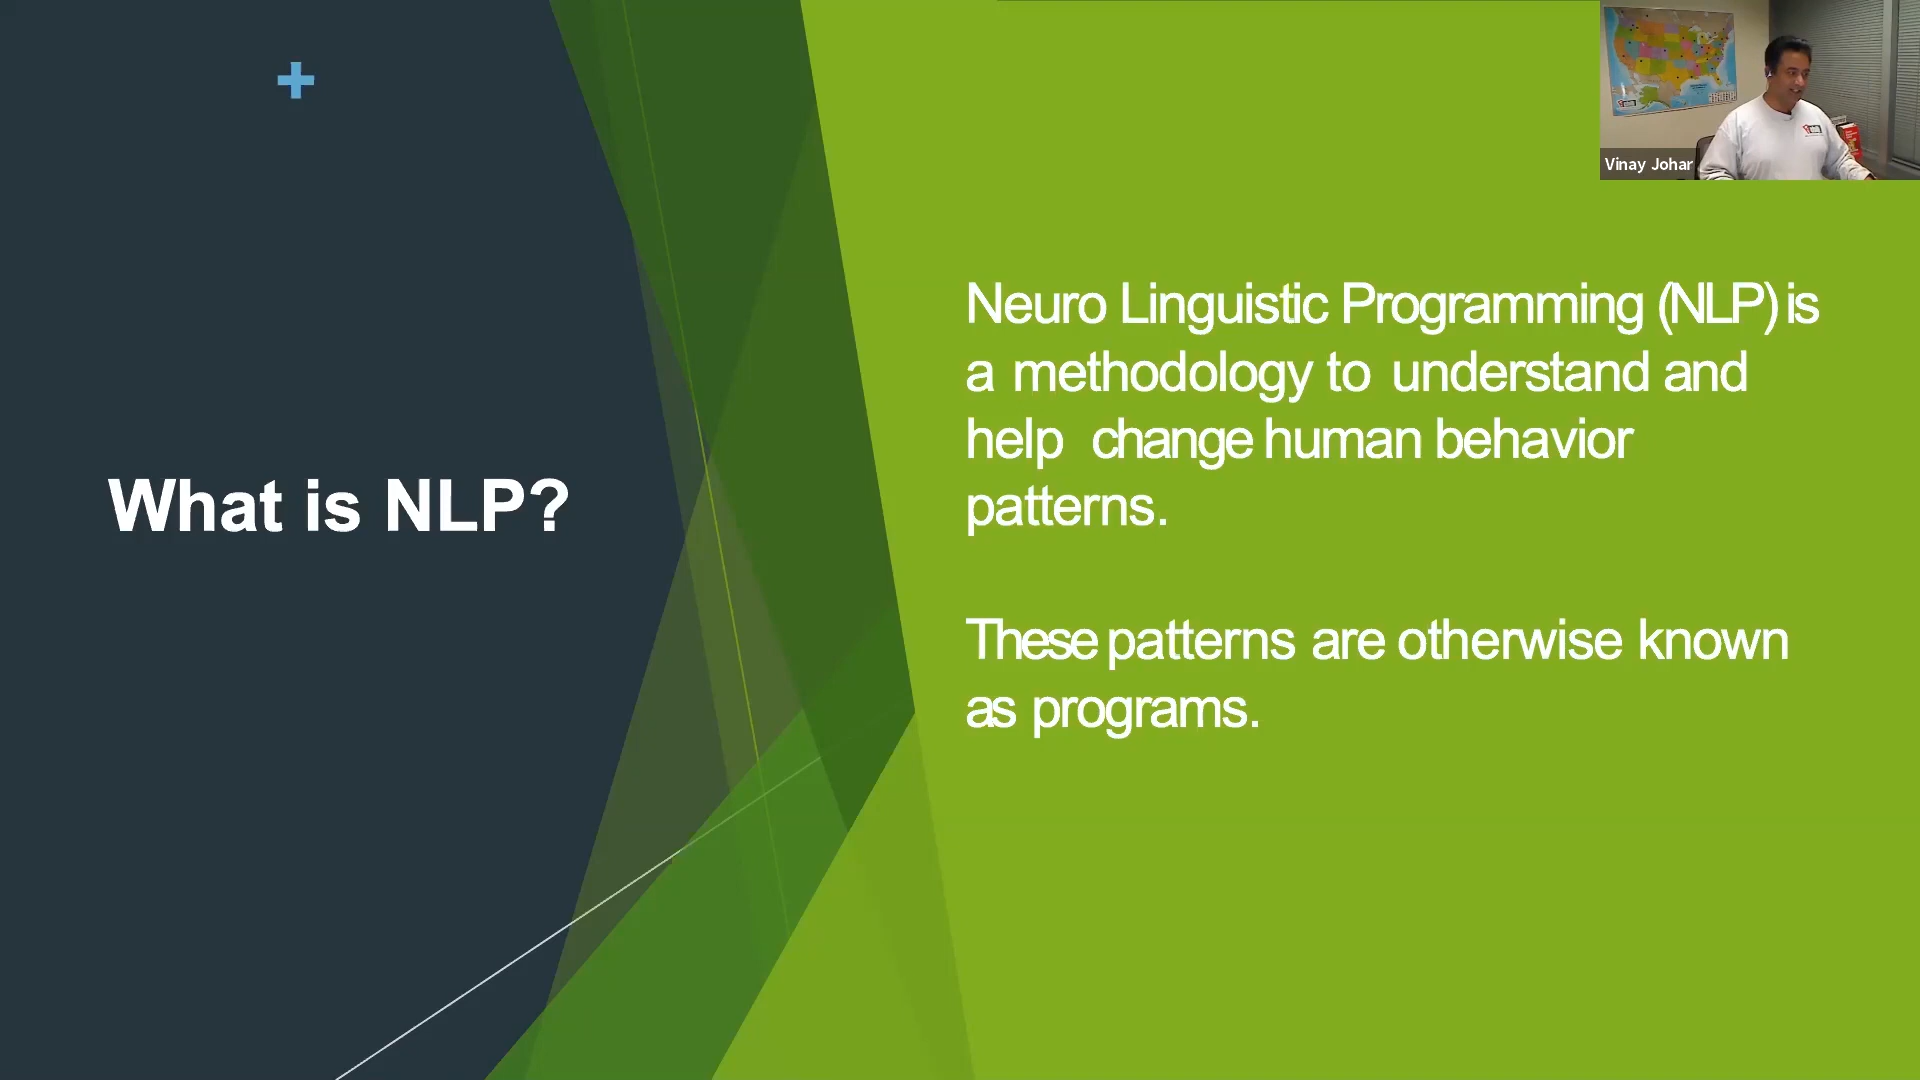 What is NLP?
Neuro Linguistic Programming (NLP) is
a methodology to understand and
help change human behavior
patterns.
These patterns are otherwise known
as programs.
Vinay Johar